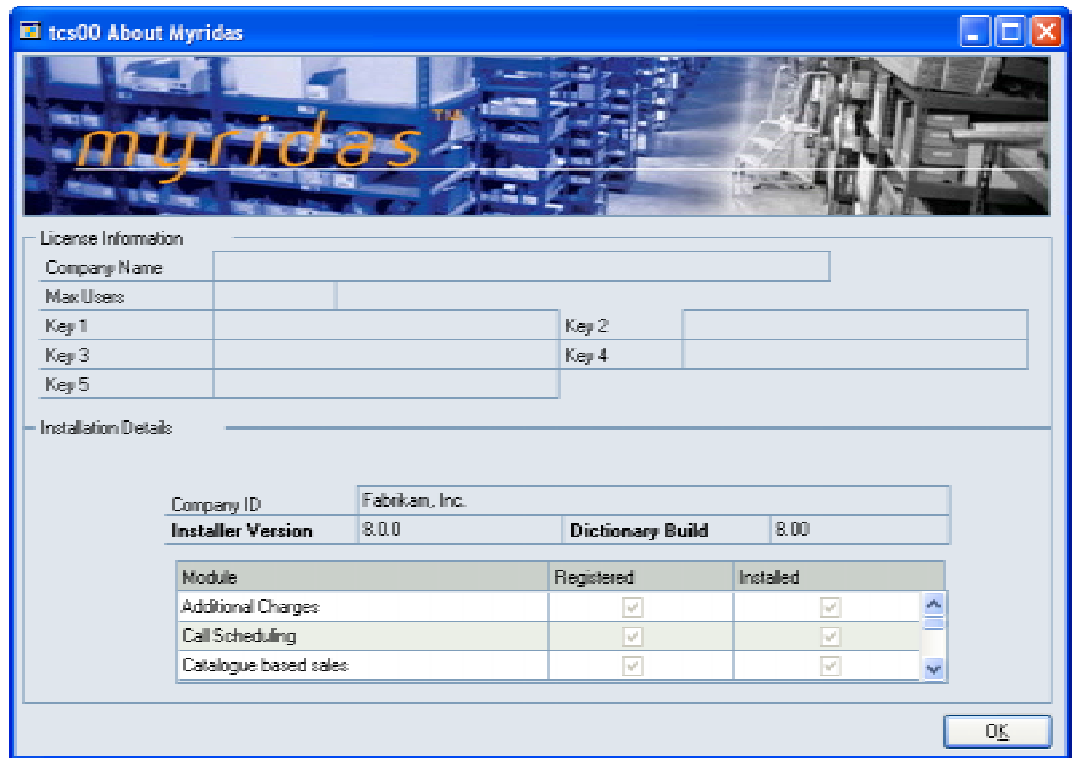 tcs00 About Myridas
myridas™
License Information
Company Name
Max Users
Key 1 Key 2
Key 3 Key 4
Key 5
Installation Details
Company ID Fabrikam, Inc.
Installer Version 8.0.0 Dictionary Build 8.00
Module Registered Installed
Additional Charges
Call Scheduling
Catalogue based sales
OK